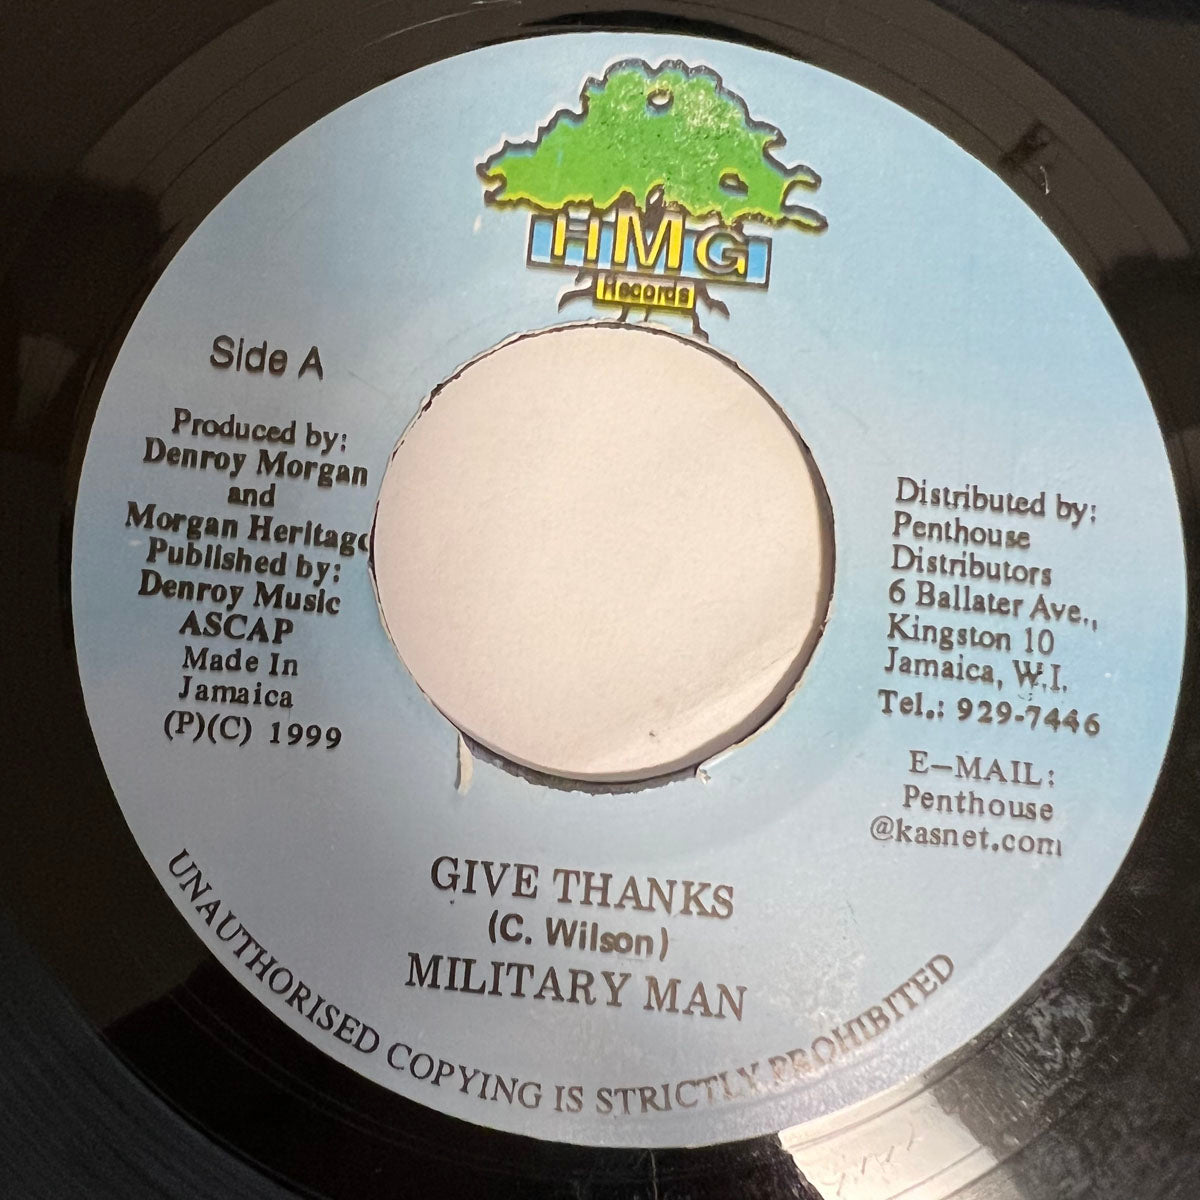 HMG
Records
Side A
Produced by:
Denroy Morgan
and
Morgan Heritage
Published by:
Denroy Music
ASCAP
Made In
Jamaica
(P)(C) 1999
Distributed by:
Penthouse
Distributors
6 Ballater Ave.,
Kingston 10
Jamaica, W.I.
Tel.: 929-7446
E-MAIL:
Penthouse
@kasnet.com
GIVE THANKS
(C. Wilson)
MILITARY MAN
UNAUTHORISED COPYING IS STRICTLY PROHIBITED